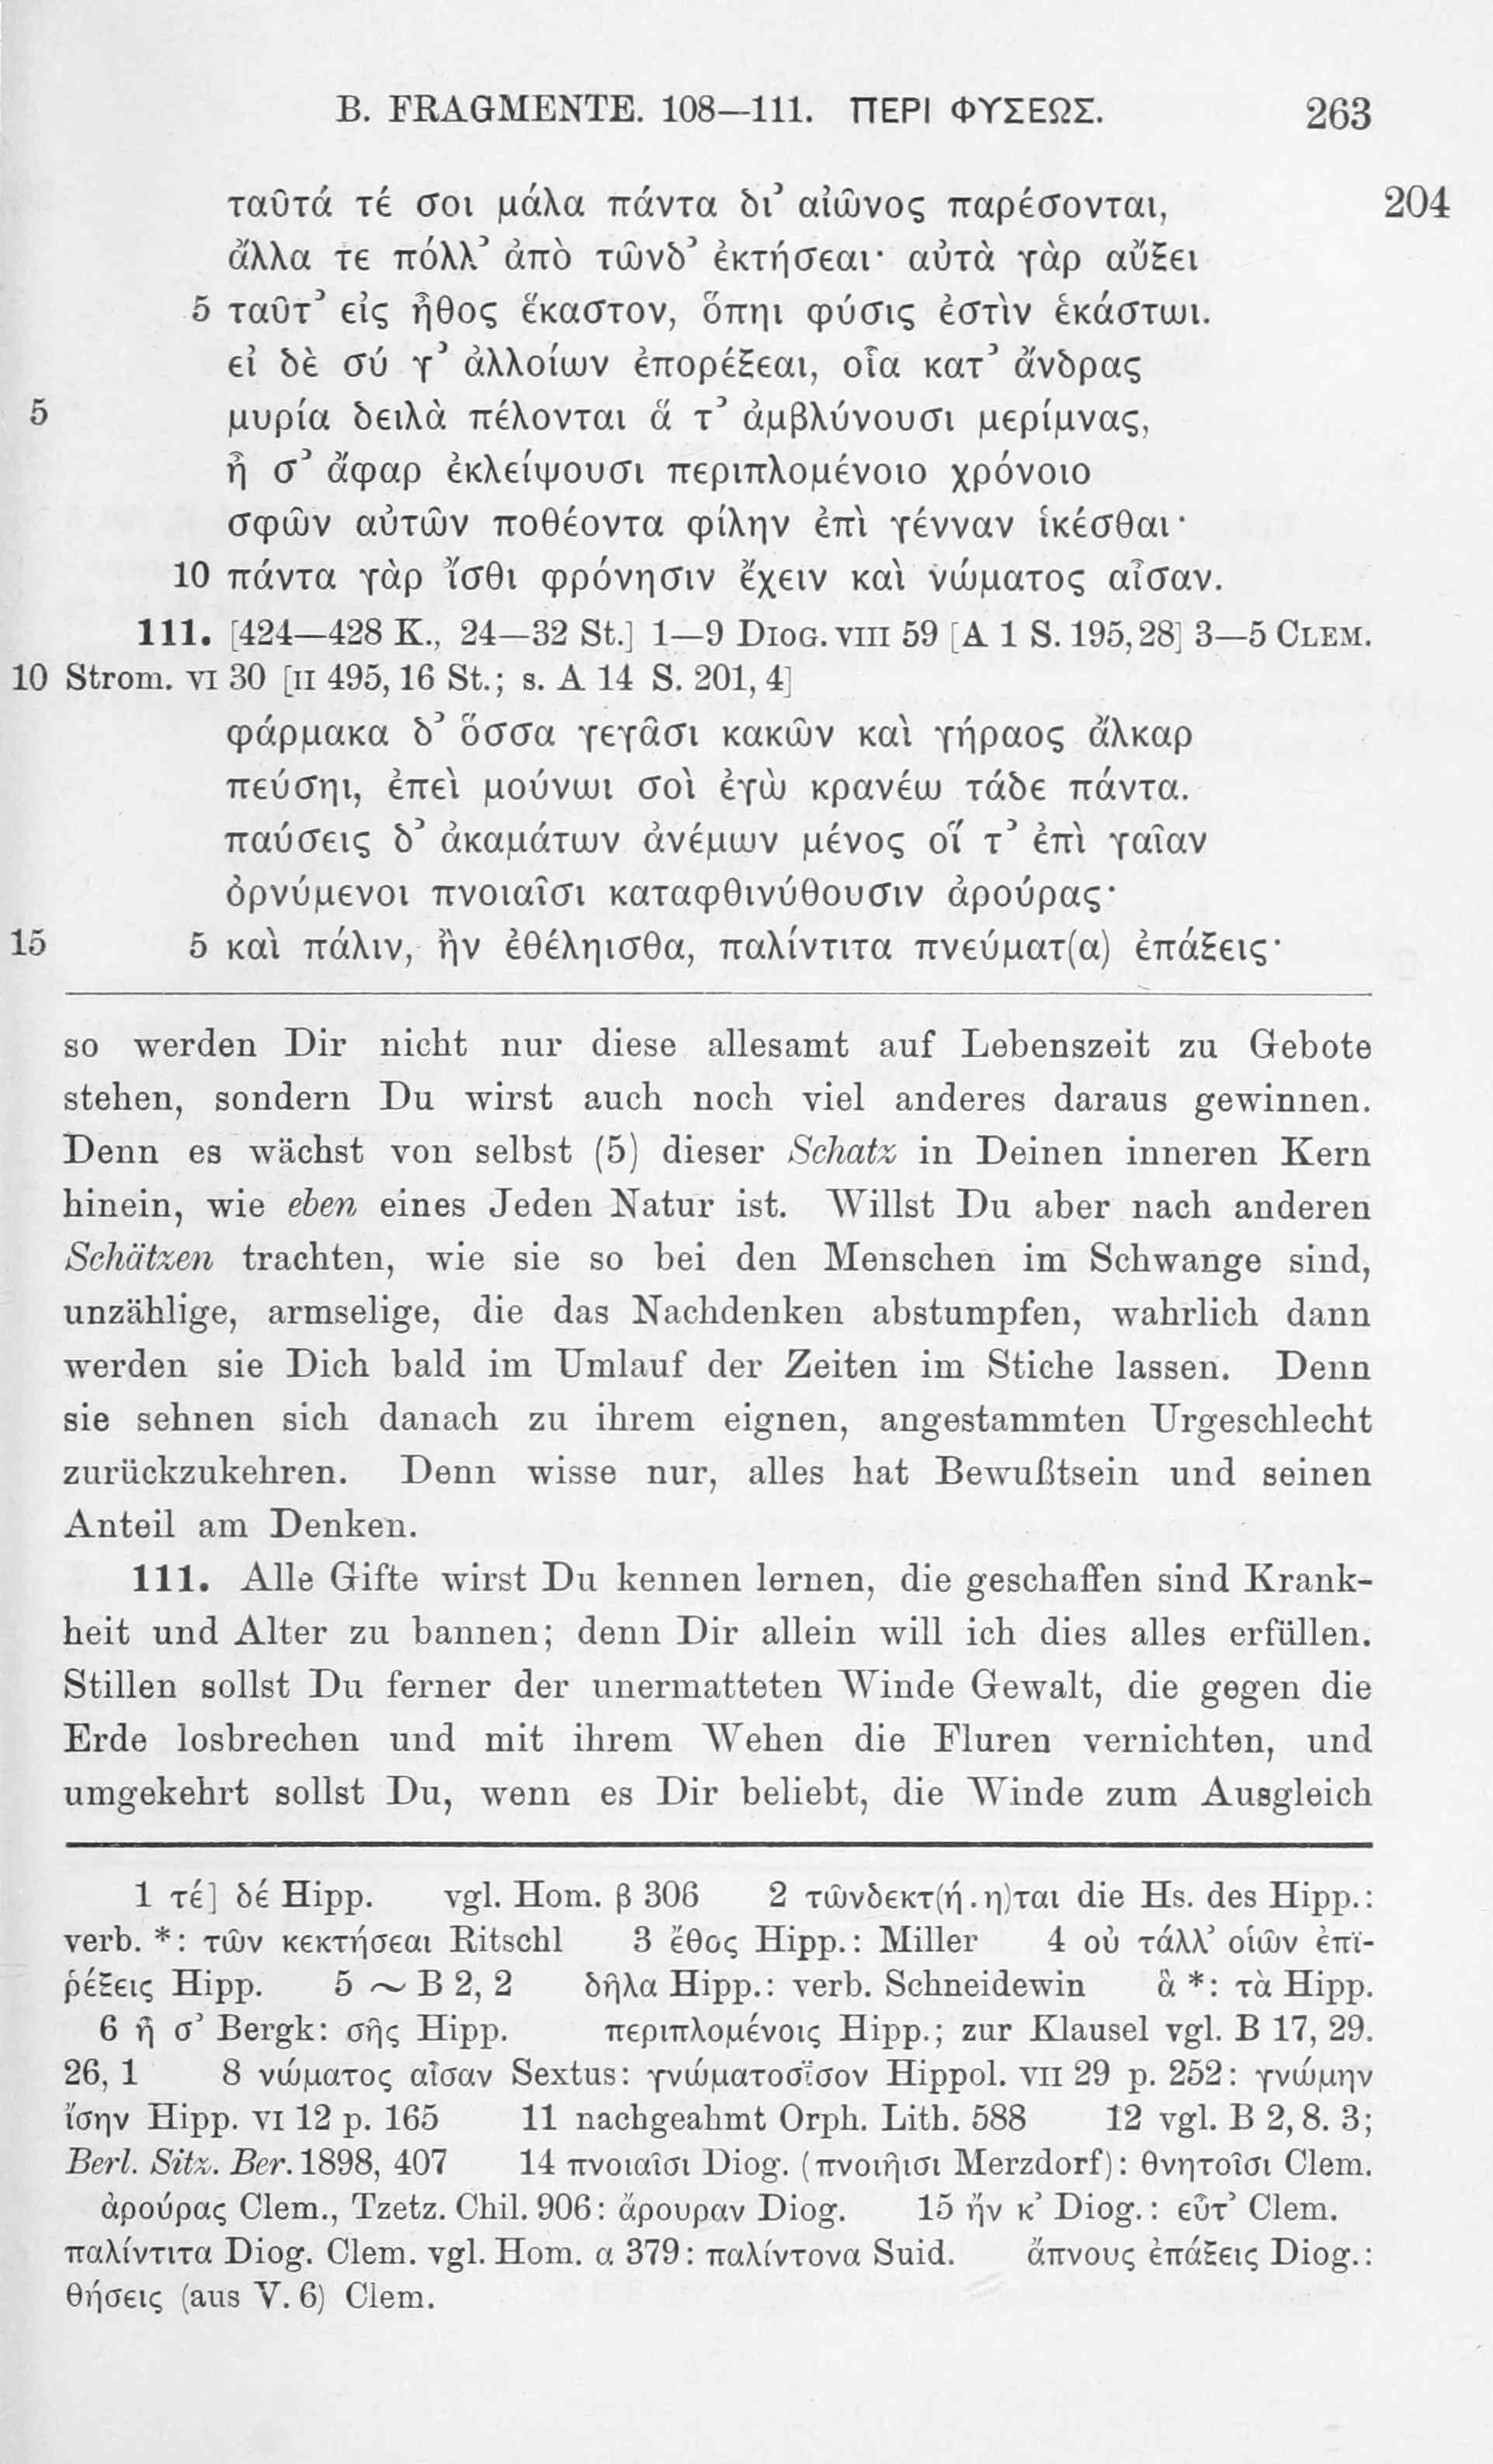 B. FRAGMENTE. 108—111. ΠΕΡΙ ΦΥΣΕΩΣ. 263
ταῦτά τέ σοι μάλα πάντα δι᾽ αἰῶνος παρέσονται, 204
ἄλλα τε πόλλ᾽ ἀπὸ τῶνδ᾽ ἐκτήσεαι· αὐτὰ γὰρ αὔξει
5 ταῦτ᾽ εἰς ἦθος ἕκαστον, ὅπηι φύσις ἐστὶν ἑκάστωι.
εἰ δὲ σύ γ᾽ ἀλλοίων ἐπορέξεαι, οἷα κατ᾽ ἄνδρας
5 μυρία δειλὰ πέλονται ἅ τ᾽ ἀμβλύνουσι μερίμνας,
ἦ σ᾽ ἄφαρ ἐκλείψουσι περιπλομένοιο χρόνοιο
σφῶν αὐτῶν ποθέοντα φίλην ἐπὶ γένναν ἱκέσθαι·
10 πάντα γὰρ ἴσθι φρόνησιν ἔχειν καὶ νώματος αἶσαν.
111. [424—428 K., 24—32 St.] 1—9 DIOG. VIII 59 [A 1 S. 195, 28] 3—5 CLEM.
10 Strom. VI 30 [II 495, 16 St.; s. A 14 S. 201, 4]
φάρμακα δ᾽ ὅσσα γεγᾶσι κακῶν καὶ γήραος ἄλκαρ
πεύσηι, ἐπεὶ μούνωι σοὶ ἐγὼ κρανέω τάδε πάντα.
παύσεις δ᾽ ἀκαμάτων ἀνέμων μένος οἵ τ᾽ ἐπὶ γαῖαν
ὀρνύμενοι πνοιαῖσι καταφθινύθουσιν ἀρούρας·
15 5 καὶ πάλιν, ἢν ἐθέληισθα, παλίντιτα πνεύματ(α) ἐπάξεις·
so werden Dir nicht nur diese allesamt auf Lebenszeit zu Gebote
stehen, sondern Du wirst auch noch viel anderes daraus gewinnen.
Denn es wächst von selbst (5) dieser Schatz in Deinen inneren Kern
hinein, wie eben eines Jeden Natur ist. Willst Du aber nach anderen
Schätzen trachten, wie sie so bei den Menschen im Schwange sind,
unzählige, armselige, die das Nachdenken abstumpfen, wahrlich dann
werden sie Dich bald im Umlauf der Zeiten im Stiche lassen. Denn
sie sehnen sich danach zu ihrem eignen, angestammten Urgeschlecht
zurückzukehren. Denn wisse nur, alles hat Bewußtsein und seinen
Anteil am Denken.
111. Alle Gifte wirst Du kennen lernen, die geschaffen sind Krank-
heit und Alter zu bannen; denn Dir allein will ich dies alles erfüllen.
Stillen sollst Du ferner der unermatteten Winde Gewalt, die gegen die
Erde losbrechen und mit ihrem Wehen die Fluren vernichten, und
umgekehrt sollst Du, wenn es Dir beliebt, die Winde zum Ausgleich
1 τέ] δέ Hipp. vgl. Hom. β 306 2 τῶνδεκτ(ή.η)ται die Hs. des Hipp.:
verb. *: τῶν κεκτήσεαι Ritschl 3 ἔθος Hipp.: Miller 4 οὐ τἄλλ᾽ οἱῶν ἐπϊ-
ῥέξεις Hipp. 5 ~ B 2, 2 δῆλα Hipp.: verb. Schneidewin ἃ *: τὰ Hipp.
6 ἦ σ᾽ Bergk: σῆς Hipp. περιπλομένοις Hipp.; zur Klausel vgl. B 17, 29.
26, 1 8 νώματος αἶσαν Sextus: γνώματοσΐσον Hippol. VII 29 p. 252: γνώμην
ἴσην Hipp. VI 12 p. 165 11 nachgeahmt Orph. Lith. 588 12 vgl. B 2, 8. 3;
Berl. Sitz. Ber. 1898, 407 14 πνοιαῖσι Diog. (πνοιῆισι Merzdorf): θνητοῖσι Clem.
ἀρούρας Clem., Tzetz. Chil. 906: ἄρουραν Diog. 15 ἤν κ᾽ Diog.: εὖτ᾽ Clem.
παλίντιτα Diog. Clem. vgl. Hom. α 379: παλίντονα Suid. ἄπνους ἐπάξεις Diog.:
θήσεις (aus V. 6) Clem.